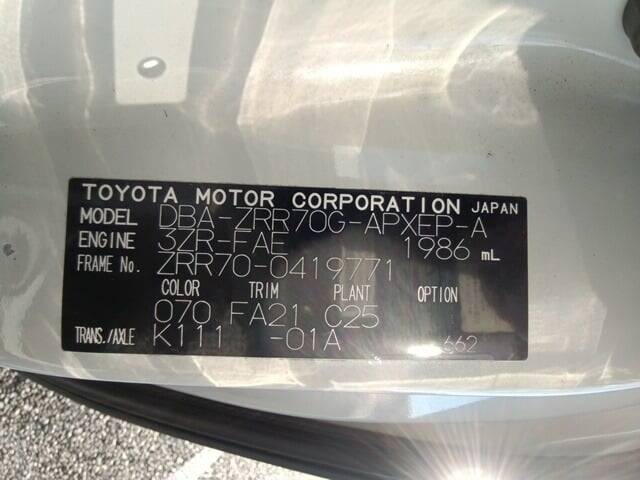 TOYOTA MOTOR CORPORATION JAPAN
MODEL DBA-ZRR70G-APXEP-A
ENGINE 3ZR-FAE 1986 mL
FRAME No. ZRR70-0419771
COLOR TRIM PLANT OPTION
070 FA21 C25
TRANS./AXLE K111 -01A 662